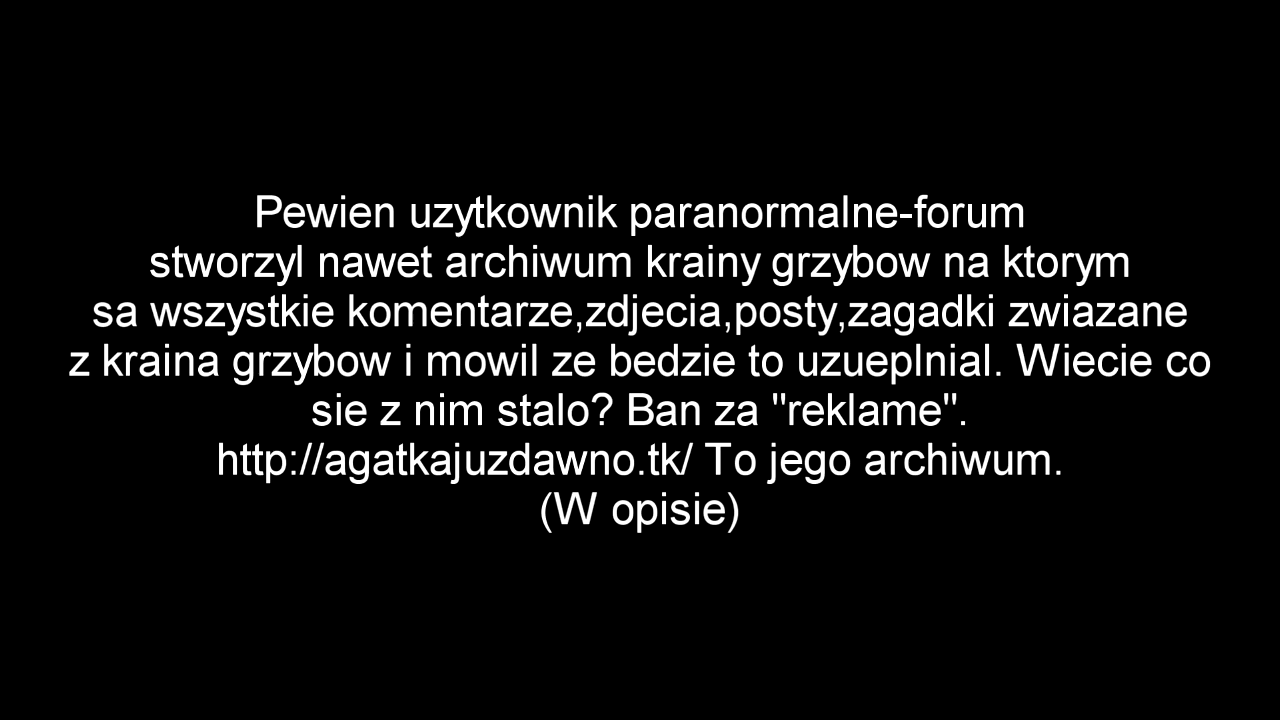 Pewien uzytkownik paranormalne-forum
stworzyl nawet archiwum krainy grzybow na ktorym
sa wszystkie komentarze,zdjecia,posty,zagadki zwiazane
z kraina grzybow i mowil ze bedzie to uzueplnial. Wiecie co
sie z nim stalo? Ban za "reklame".
http://agatkajuzdawno.tk/ To jego archiwum.
(W opisie)